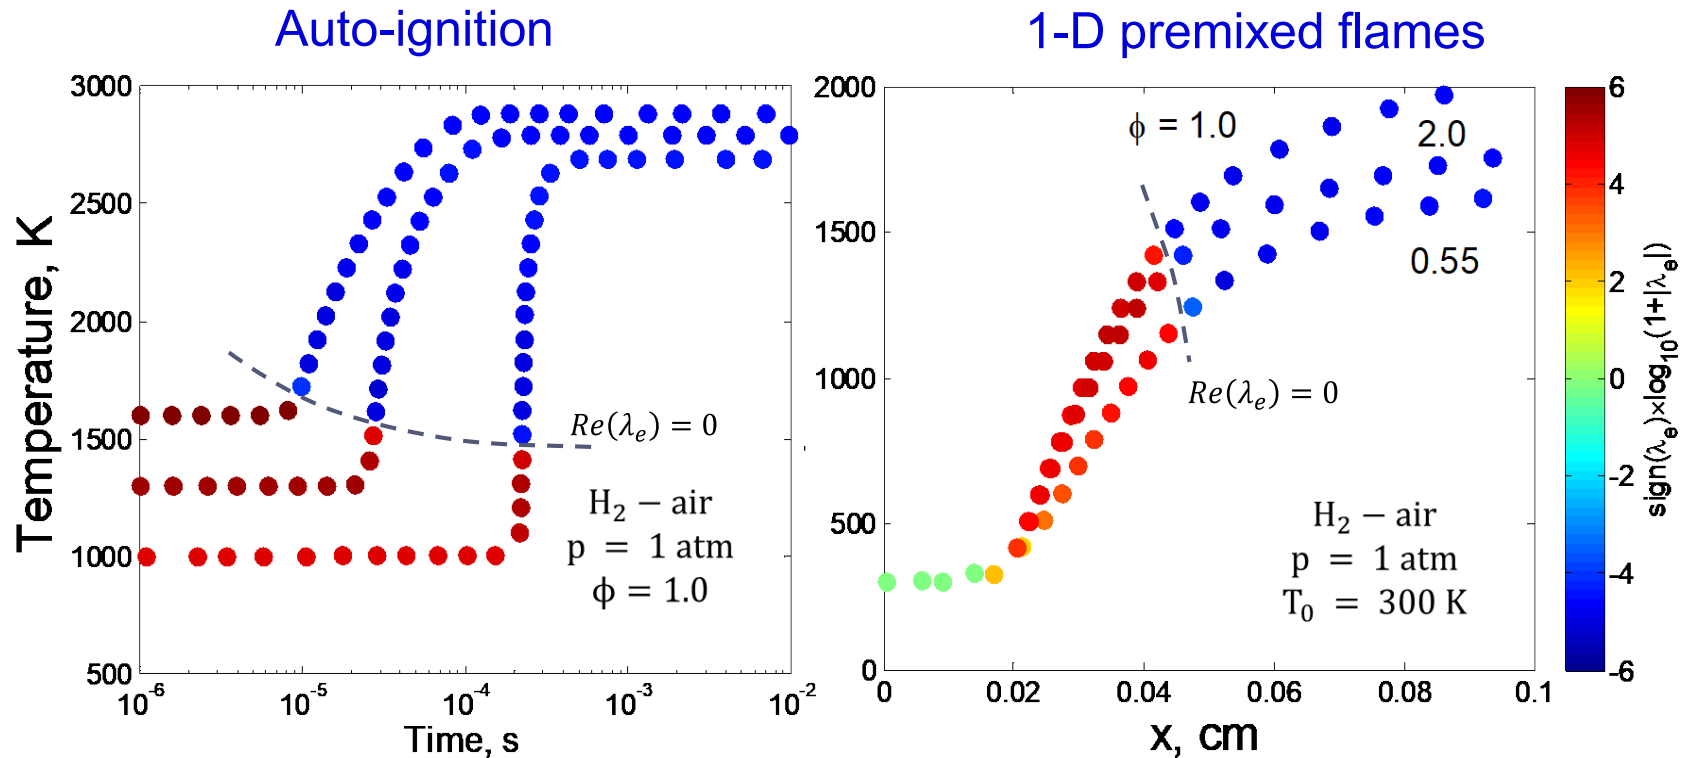 Auto-ignition
3000
2500
2000
1500
1000
500
Temperature, K
10⁻⁶
10⁻⁵
10⁻⁴
10⁻³
10⁻²
Time, s
Re(λₑ) = 0
H₂ − air
p = 1 atm
ϕ = 1.0
1-D premixed flames
2000
1500
1000
500
0
0
0.02
0.04
0.06
0.08
0.1
x, cm
ϕ = 1.0
2.0
0.55
Re(λₑ) = 0
H₂ − air
p = 1 atm
T₀ = 300 K
6
4
2
0
-2
-4
-6
sign(λₑ)×log₁₀(1+|λₑ|)